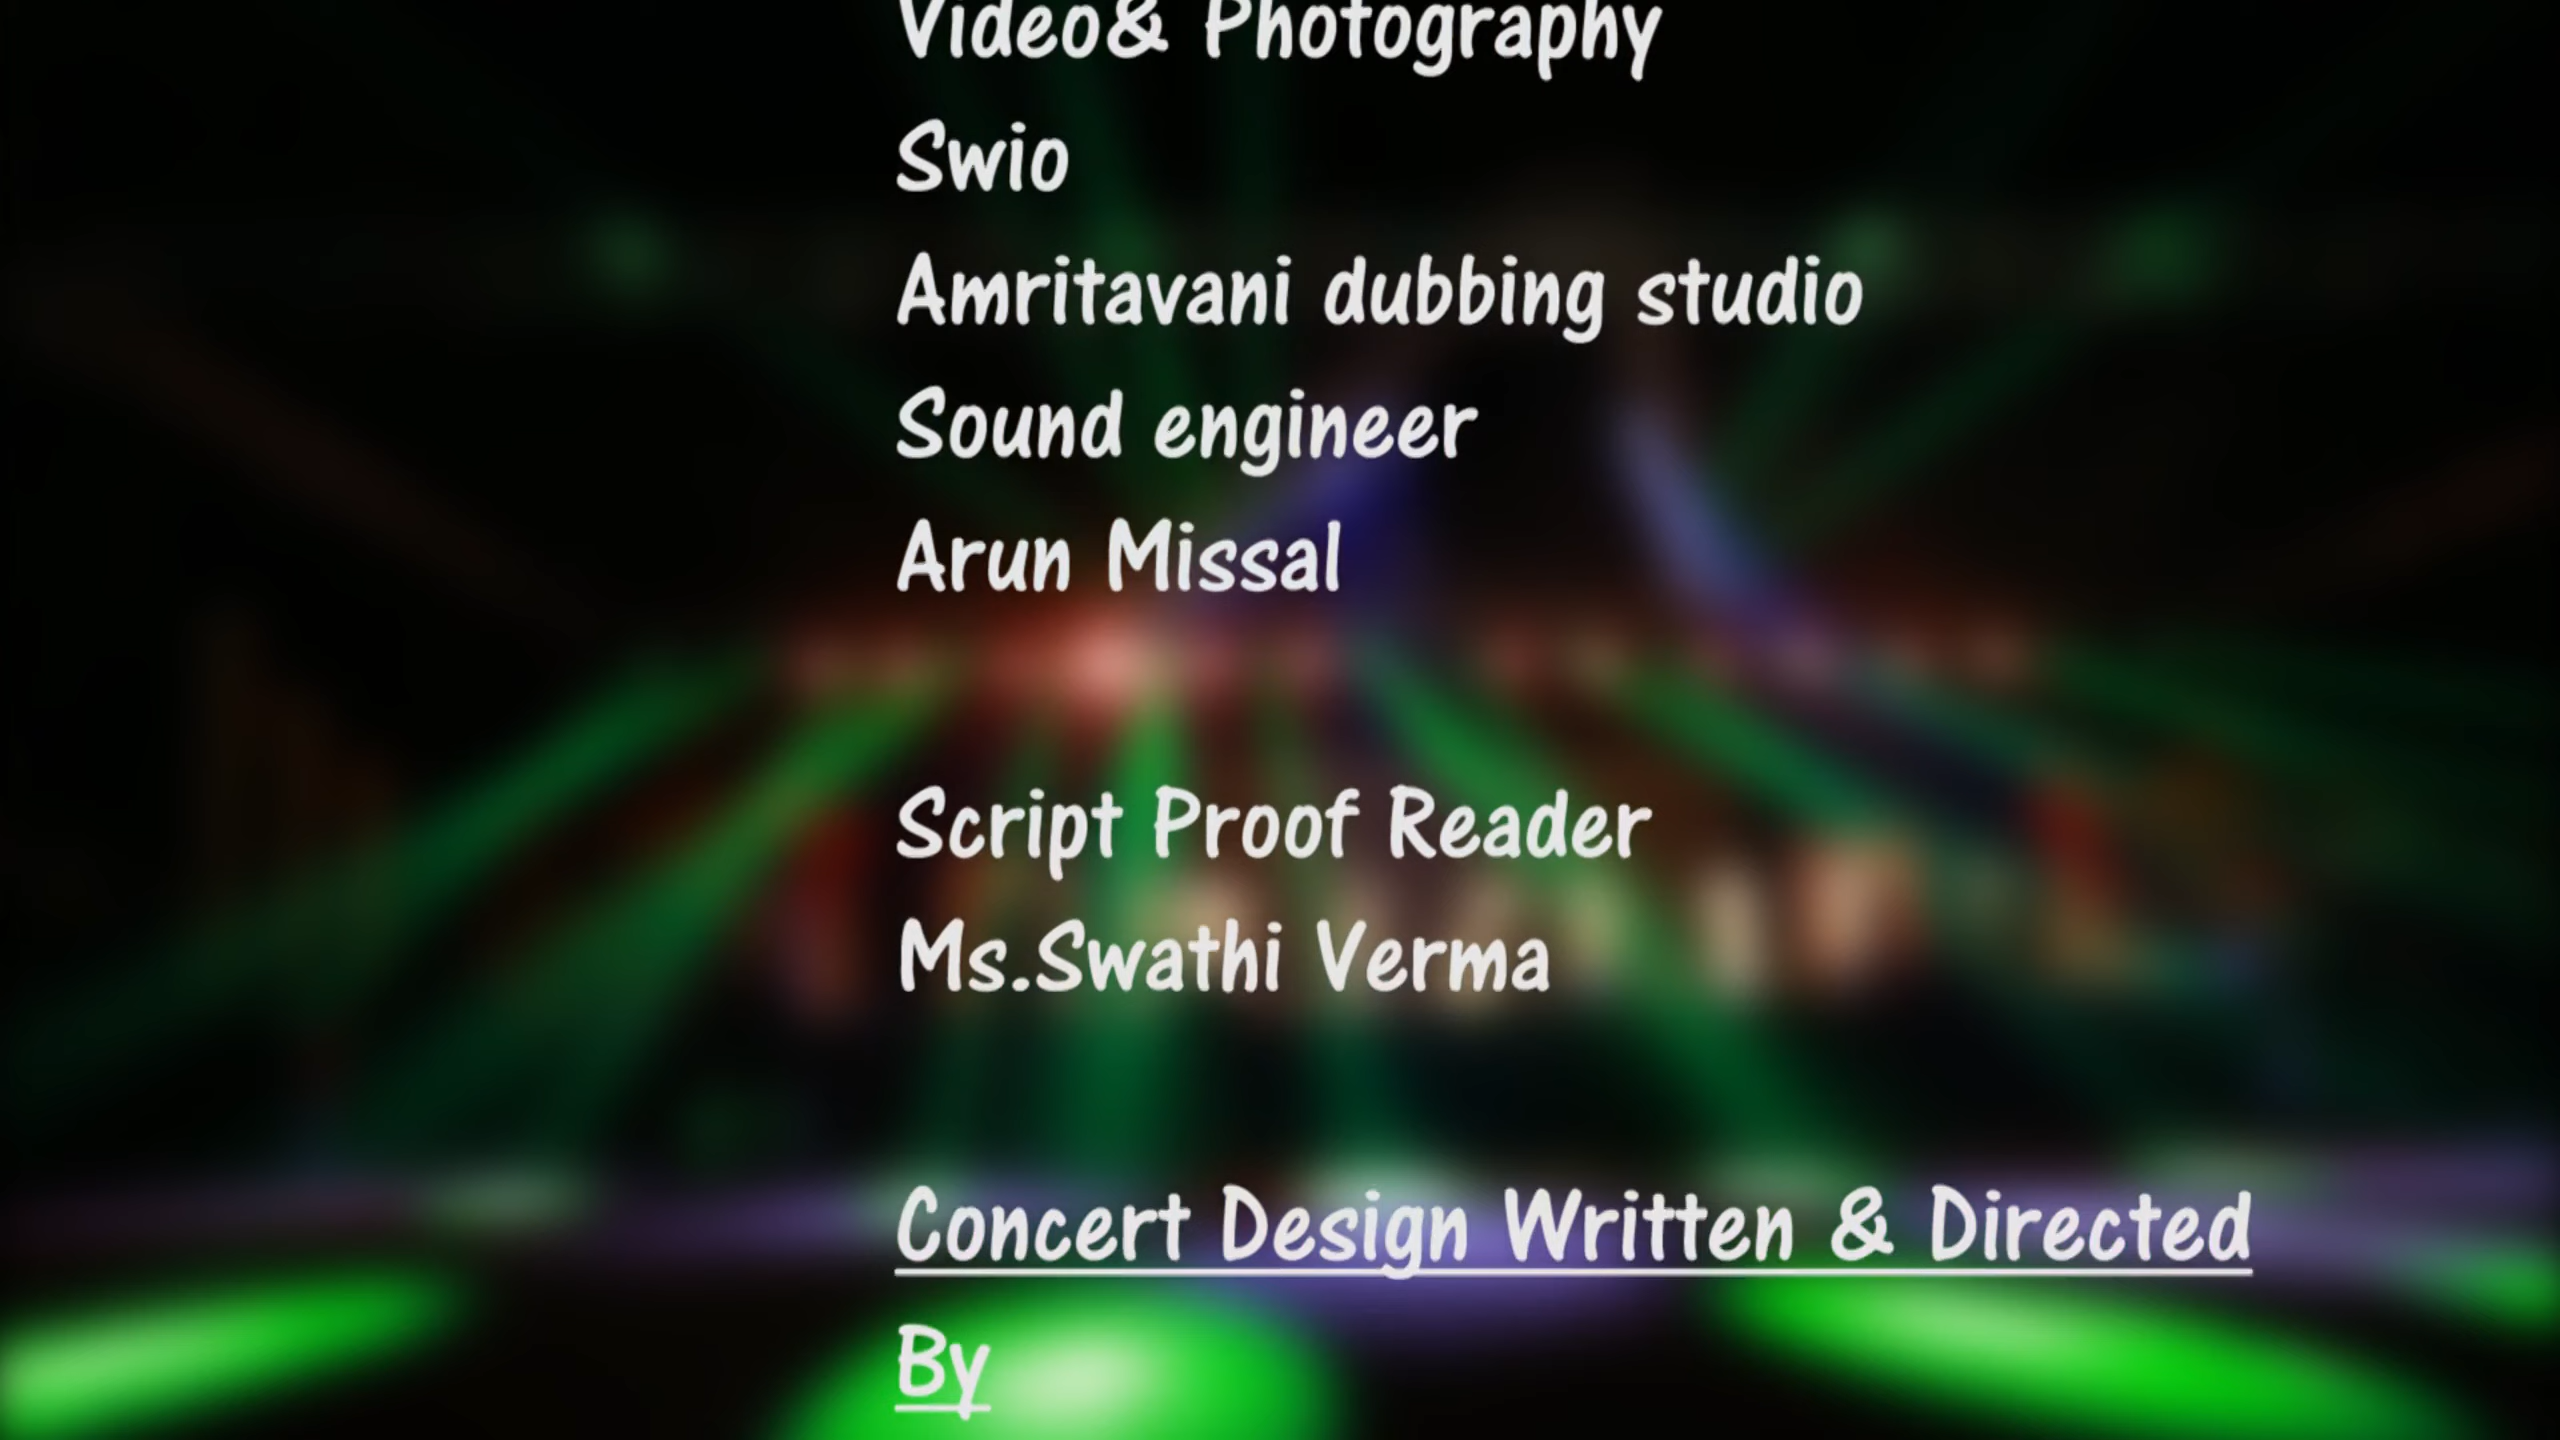 Video& Photography
Swio
Amritavani dubbing studio
Sound engineer
Arun Missal
Script Proof Reader
Ms.Swathi Verma
Concert Design Written & Directed
By